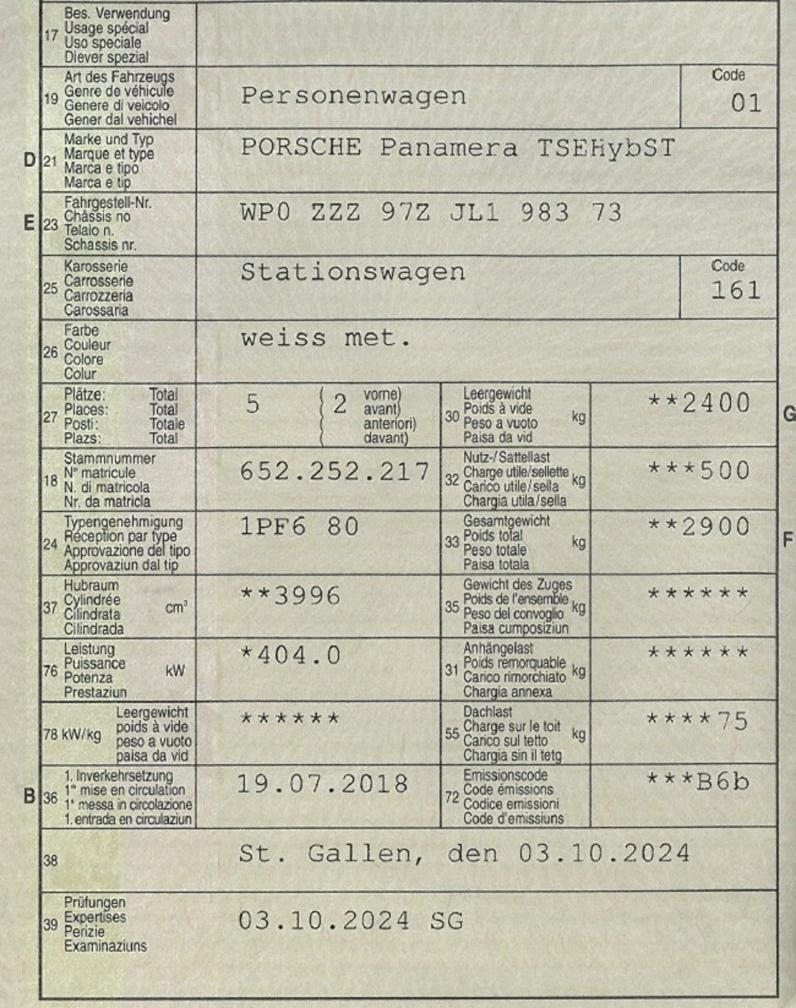 17 Bes. Verwendung
Usage spécial
Uso speciale
Diever spezial
19 Art des Fahrzeugs
Genre de véhicule
Genere di veicolo
Gener dal vehichel
Personenwagen
Code
01
D 21 Marke und Typ
Marque et type
Marca e tipo
Marca e tip
PORSCHE Panamera TSEHybST
E 23 Fahrgestell-Nr.
Châssis no
Telaio n.
Schassis nr.
WP0 ZZZ 97Z JL1 983 73
25 Karosserie
Carrosserie
Carrozzeria
Carossaria
Stationswagen
Code
161
26 Farbe
Couleur
Colore
Colur
weiss met.
27 Plätze: Total
Places: Total
Posti: Totale
Plazs: Total
5 ( 2 vorne)
( avant)
( anteriori)
( davant)
30 Leergewicht
Poids à vide
Peso a vuoto
Paisa da vid
kg
**2400
G
18 Stammnummer
N° matricule
N. di matricola
Nr. da matricla
652.252.217
32 Nutz-/Sattellast
Charge utile/sellette
Carico utile/sella
Chargia utila/sella
kg
***500
24 Typengenehmigung
Réception par type
Approvazione del tipo
Approvaziun dal tip
1PF6 80
33 Gesamtgewicht
Poids total
Peso totale
Paisa totala
kg
**2900
F
37 Hubraum
Cylindrée
Cilindrata
Cilindrada
cm³
**3996
35 Gewicht des Zuges
Poids de l'ensemble
Peso del convoglio
Paisa cumposiziun
kg
******
76 Leistung
Puissance
Potenza
Prestaziun
kW
*404.0
31 Anhängelast
Poids remorquable
Carico rimorchiato
Chargia annexa
kg
******
78 kW/kg Leergewicht
poids à vide
peso a vuoto
paisa da vid
******
55 Dachlast
Charge sur le toit
Carico sul tetto
Chargia sin il tetg
kg
****75
B 36 1. Inverkehrsetzung
1re mise en circulation
1a messa in circolazione
1. entrada en circulaziun
19.07.2018
72 Emissionscode
Code émissions
Codice emissioni
Code d'emissiuns
***B6b
38 St. Gallen, den 03.10.2024
39 Prüfungen
Expertises
Perizie
Examinaziuns
03.10.2024 SG